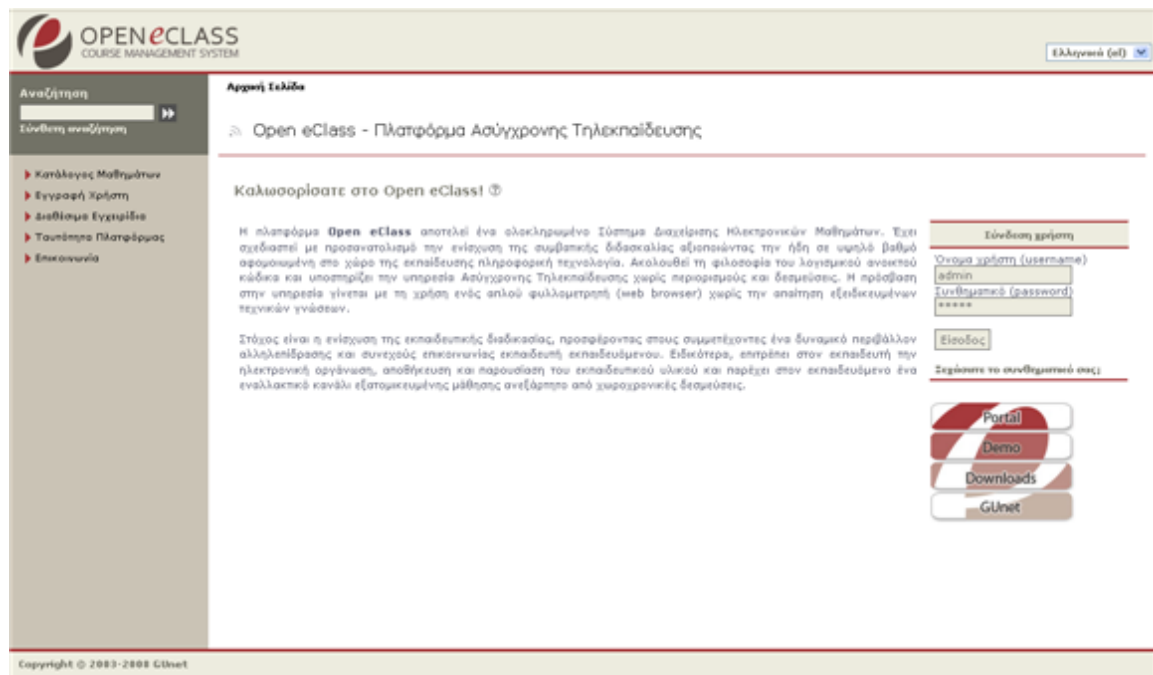 OPEN eCLASS
COURSE MANAGEMENT SYSTEM
Ελληνικά (el)
Αναζήτηση
Σύνθετη αναζήτηση
Κατάλογος Μαθημάτων
Εγγραφή Χρήστη
Διαθέσιμα Εγχειρίδια
Ταυτότητα Πλατφόρμας
Επικοινωνία
Αρχική Σελίδα
Open eClass - Πλατφόρμα Ασύγχρονης Τηλεκπαίδευσης
Καλωσορίσατε στο Open eClass!
Η πλατφόρμα Open eClass αποτελεί ένα ολοκληρωμένο Σύστημα Διαχείρισης Ηλεκτρονικών Μαθημάτων. Έχει
σχεδιαστεί με προσανατολισμό την ενίσχυση της συμβατικής διδασκαλίας αξιοποιώντας την ήδη σε υψηλό βαθμό
αφομοιωμένη στο χώρο της εκπαίδευσης πληροφορική τεχνολογία. Ακολουθεί τη φιλοσοφία του λογισμικού ανοικτού
κώδικα και υποστηρίζει την υπηρεσία Ασύγχρονης Τηλεκπαίδευσης χωρίς περιορισμούς και δεσμεύσεις. Η πρόσβαση
στην υπηρεσία γίνεται με τη χρήση ενός απλού φυλλομετρητή (web browser) χωρίς την απαίτηση εξειδικευμένων
τεχνικών γνώσεων.
Στόχος είναι η ενίσχυση της εκπαιδευτικής διαδικασίας, προσφέροντας στους συμμετέχοντες ένα δυναμικό περιβάλλον
αλληλεπίδρασης και συνεχούς επικοινωνίας εκπαιδευτή εκπαιδευόμενου. Ειδικότερα, επιτρέπει στον εκπαιδευτή την
ηλεκτρονική οργάνωση, αποθήκευση και παρουσίαση του εκπαιδευτικού υλικού και παρέχει στον εκπαιδευόμενο ένα
εναλλακτικό κανάλι εξατομικευμένης μάθησης ανεξάρτητο από χωροχρονικές δεσμεύσεις.
Σύνδεση χρήστη
Όνομα χρήστη (username)
admin
Συνθηματικό (password)
*****
Είσοδος
Ξεχάσατε το συνθηματικό σας;
Portal
Demo
Downloads
GUnet
Copyright © 2003-2008 GUnet